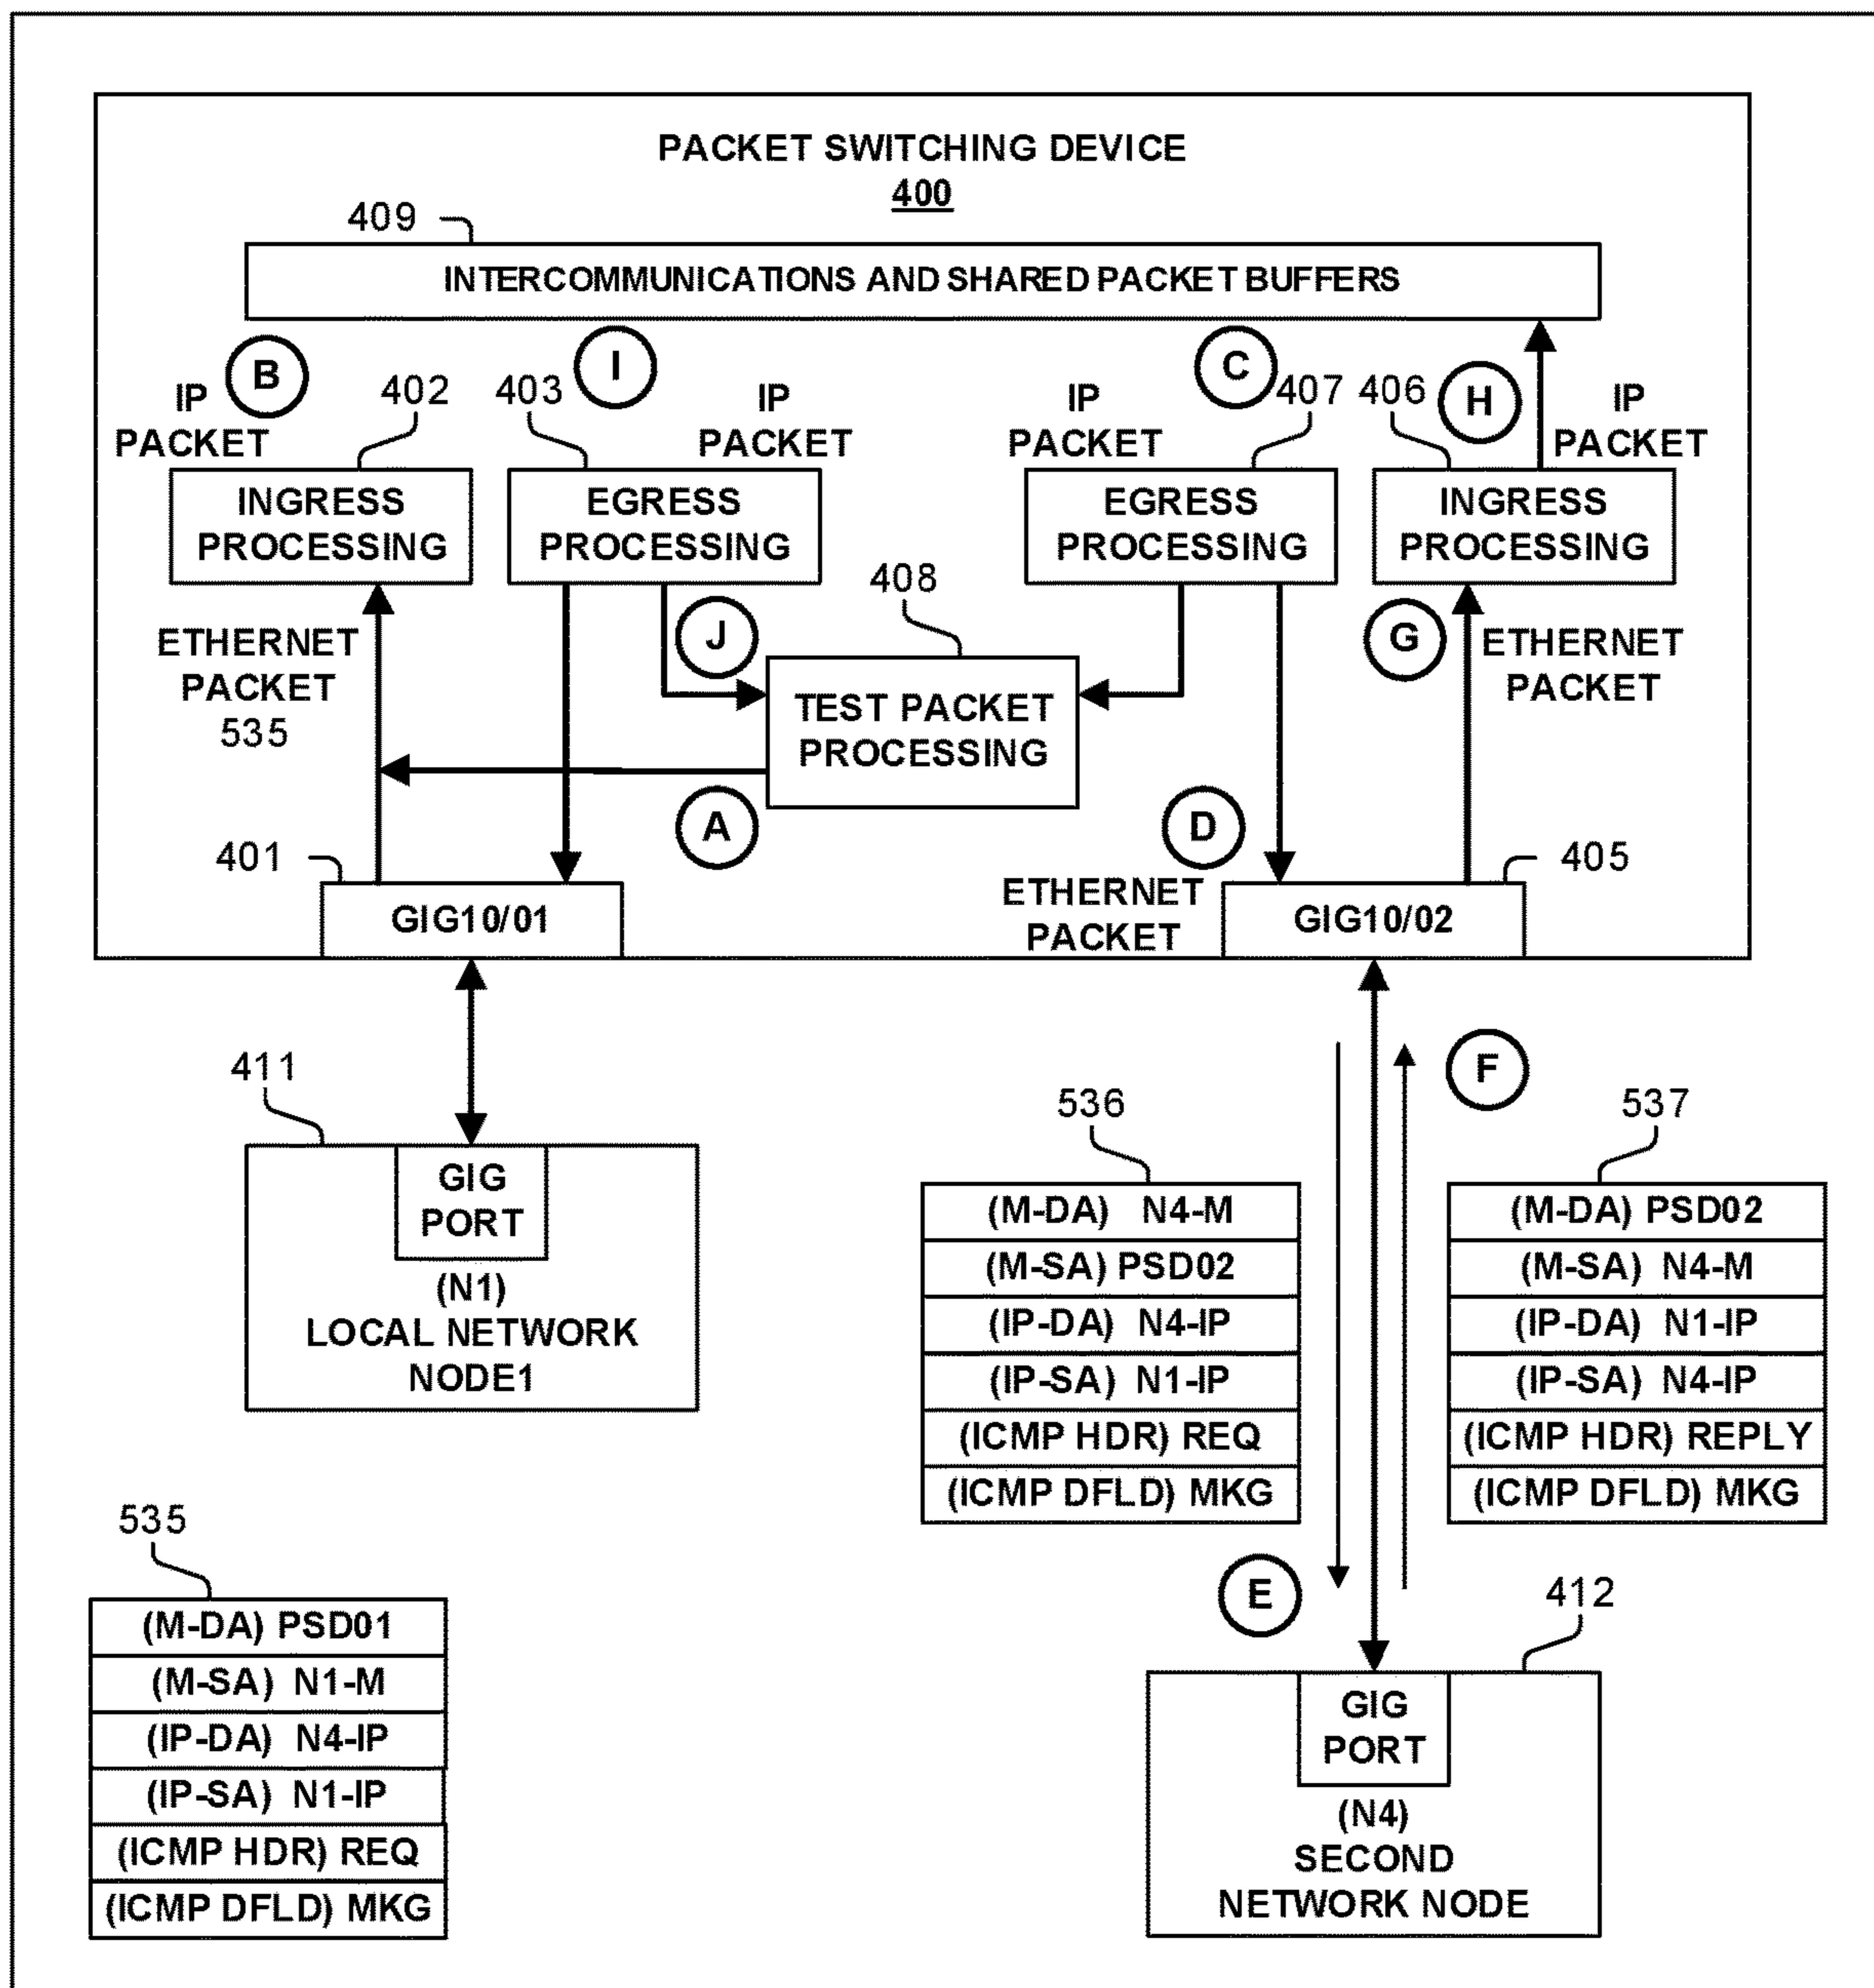 PACKET SWITCHING DEVICE
400
409
INTERCOMMUNICATIONS AND SHARED PACKET BUFFERS
B
I
C
H
IP
PACKET
402
403
IP
PACKET
IP
PACKET
407
406
IP
PACKET
INGRESS
PROCESSING
EGRESS
PROCESSING
EGRESS
PROCESSING
INGRESS
PROCESSING
408
J
G
ETHERNET
PACKET
535
ETHERNET
PACKET
TEST PACKET
PROCESSING
A
D
401
405
ETHERNET
PACKET
GIG10/01
GIG10/02
411
F
GIG
PORT
(N1)
LOCAL NETWORK
NODE1
536
(M-DA) N4-M
(M-SA) PSD02
(IP-DA) N4-IP
(IP-SA) N1-IP
(ICMP HDR) REQ
(ICMP DFLD) MKG
537
(M-DA) PSD02
(M-SA) N4-M
(IP-DA) N1-IP
(IP-SA) N4-IP
(ICMP HDR) REPLY
(ICMP DFLD) MKG
535
(M-DA) PSD01
(M-SA) N1-M
(IP-DA) N4-IP
(IP-SA) N1-IP
(ICMP HDR) REQ
(ICMP DFLD) MKG
E
412
GIG
PORT
(N4)
SECOND
NETWORK NODE